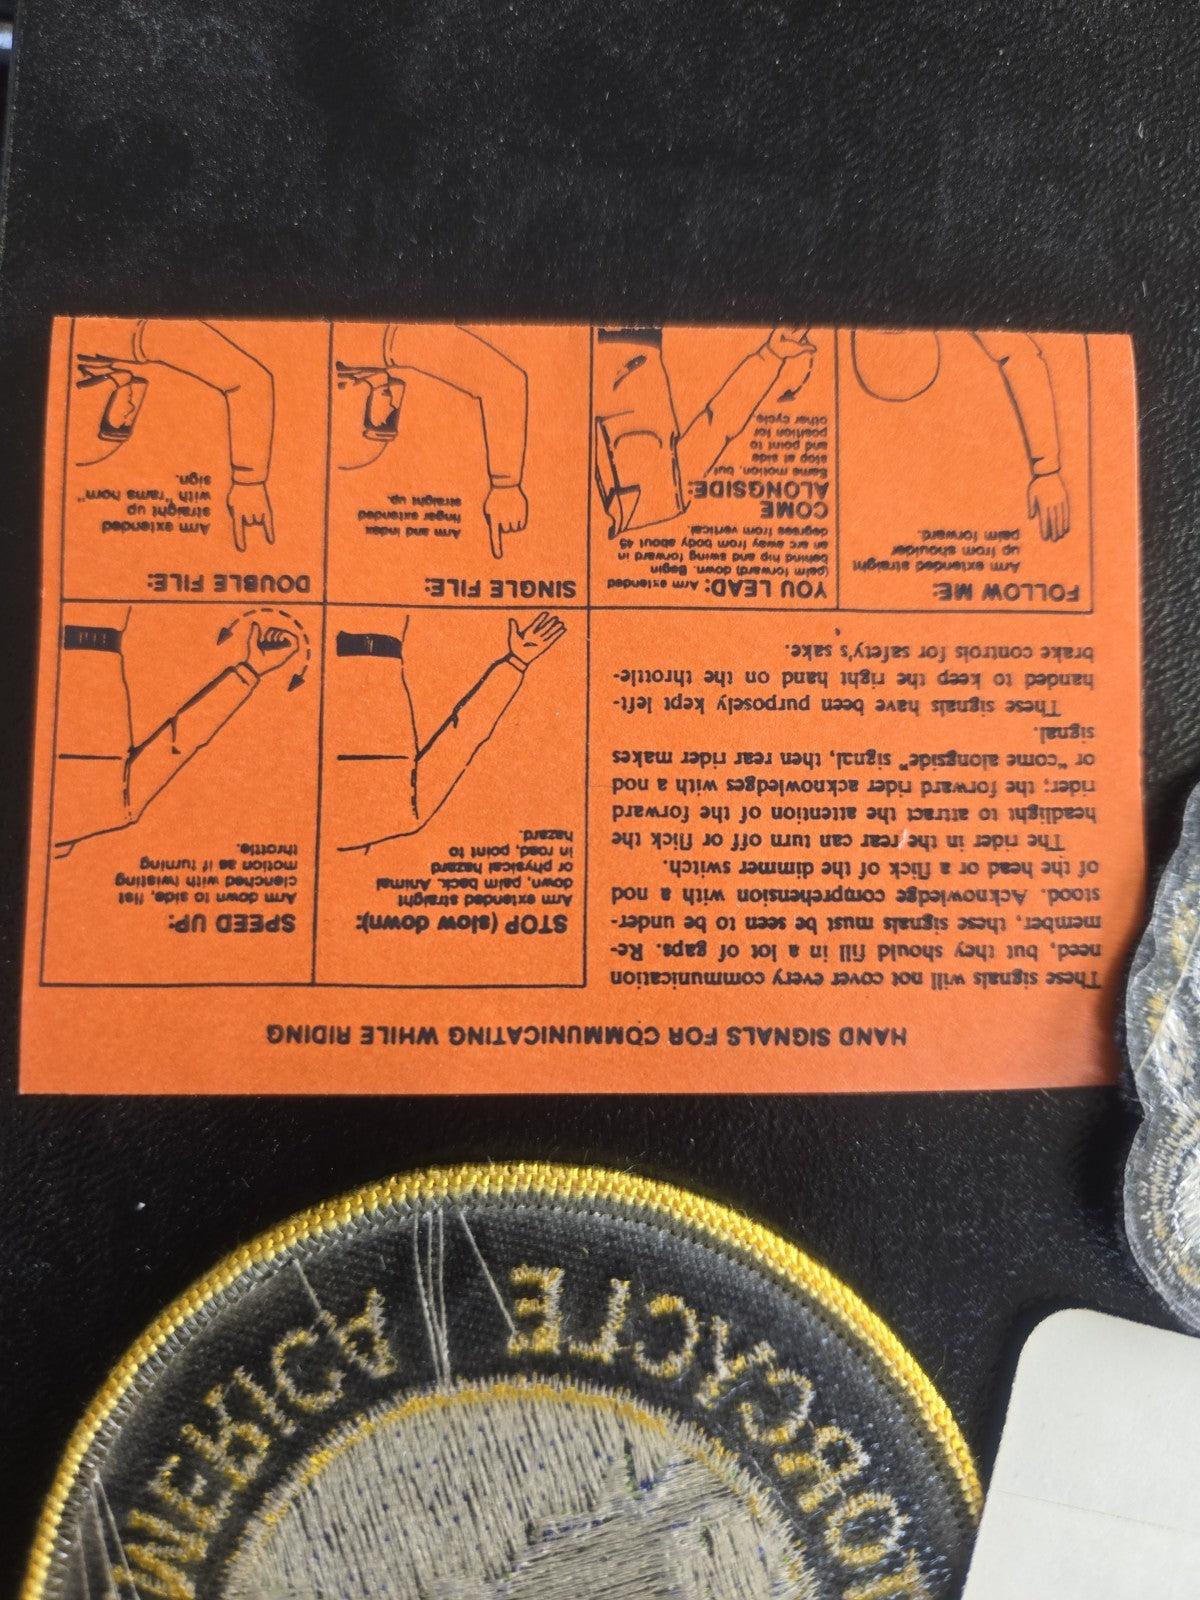 HAND SIGNALS FOR COMMUNICATING WHILE RIDING
These signals will not cover every communication
need, but they should fill in a lot of gaps. Re-
member, these signals must be seen to be under-
stood. Acknowledge comprehension with a nod
of the head or a flick of the dimmer switch.
The rider in the rear can turn off or flick the
headlight to attract the attention of the forward
rider; the forward rider acknowledges with a nod
or "come alongside" signal, then rear rider makes
signal.
These signals have been purposely kept left-
handed to keep the right hand on the throttle-
brake controls for safety's sake.
STOP (slow down):
Arm extended straight
down, palm back. Animal
or physical hazard
in road, point to
hazard.
SPEED UP:
Arm down to side, fist
clenched with twisting
motion as if turning
throttle.
FOLLOW ME:
Arm extended straight
up from shoulder
palm forward.
YOU LEAD: Arm extended
(palm forward) down. Begin
behind hip and swing forward in
an arc away from body about 45
degrees from vertical.
COME
ALONGSIDE:
Same motion, but
stop at side
and point to
position for
other cycle.
SINGLE FILE:
Arm and index
finger extended
straight up.
DOUBLE FILE:
Arm extended
straight up
with "rams horn"
sign.
AMERICA
MOTORCYCLE